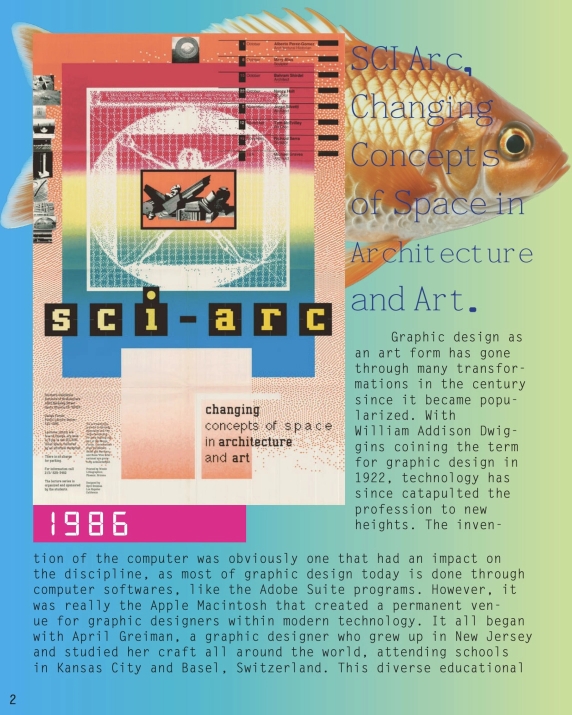 SCI Arc,
Changing
Concepts
of Space in
Architecture
and Art.
sci-arc
changing
concepts of space
in architecture
and art
1986
Graphic design as
an art form has gone
through many transfor-
mations in the century
since it became popu-
larized. With
William Addison Dwig-
gins coining the term
for graphic design in
1922, technology has
since catapulted the
profession to new
heights. The inven-
tion of the computer was obviously one that had an impact on
the discipline, as most of graphic design today is done through
computer softwares, like the Adobe Suite programs. However, it
was really the Apple Macintosh that created a permanent ven-
ue for graphic designers within modern technology. It all began
with April Greiman, a graphic designer who grew up in New Jersey
and studied her craft all around the world, attending schools
in Kansas City and Basel, Switzerland. This diverse educational
2